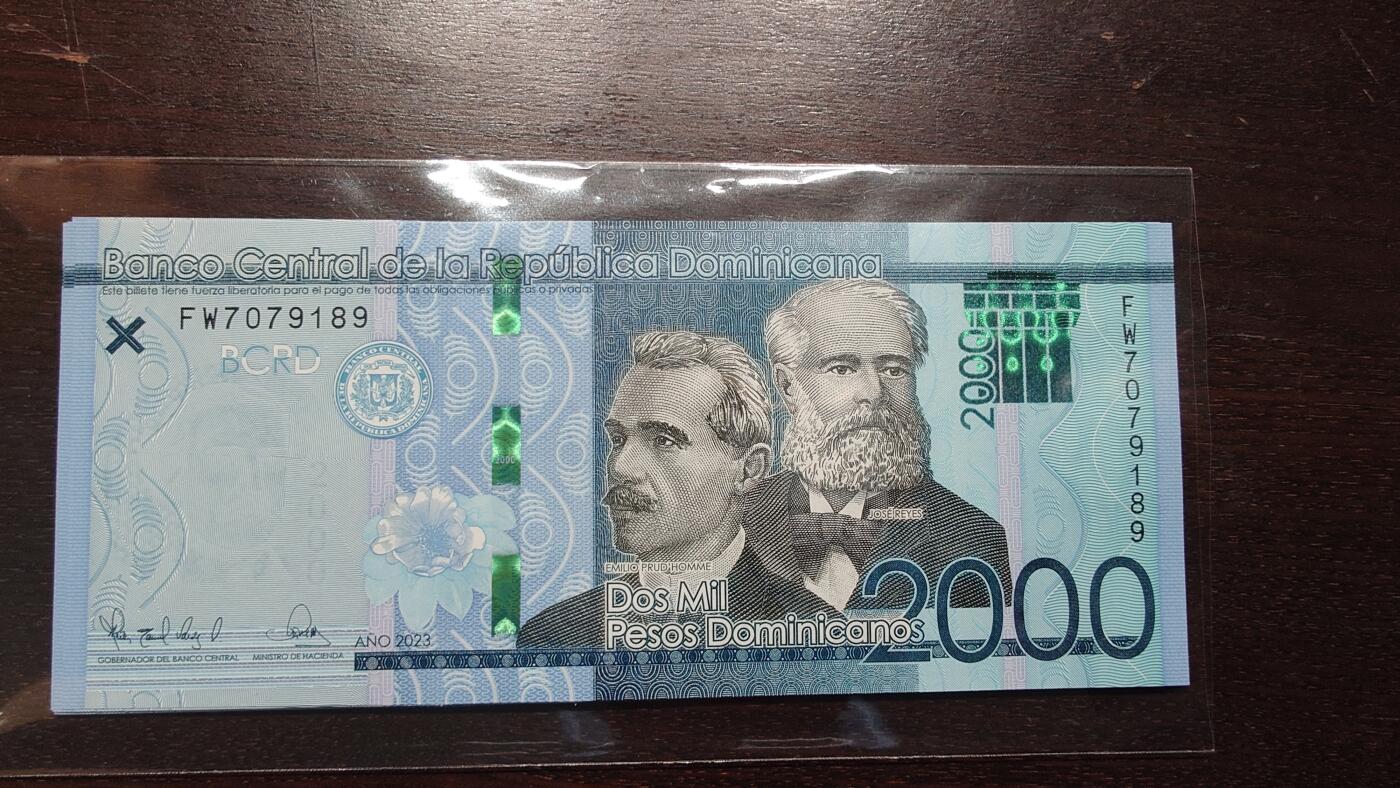 Banco Central de la República Dominicana
Este billete tiene fuerza liberatoria para el pago de todas las obligaciones públicas o privadas
FW7079189
BCRD
2000
FW7079189
2000
JOSÉ REYES
EMILIO PRUD'HOMME
Dos Mil
Pesos Dominicanos
2000
AÑO 2023
GOBERNADOR DEL BANCO CENTRAL
MINISTRO DE HACIENDA